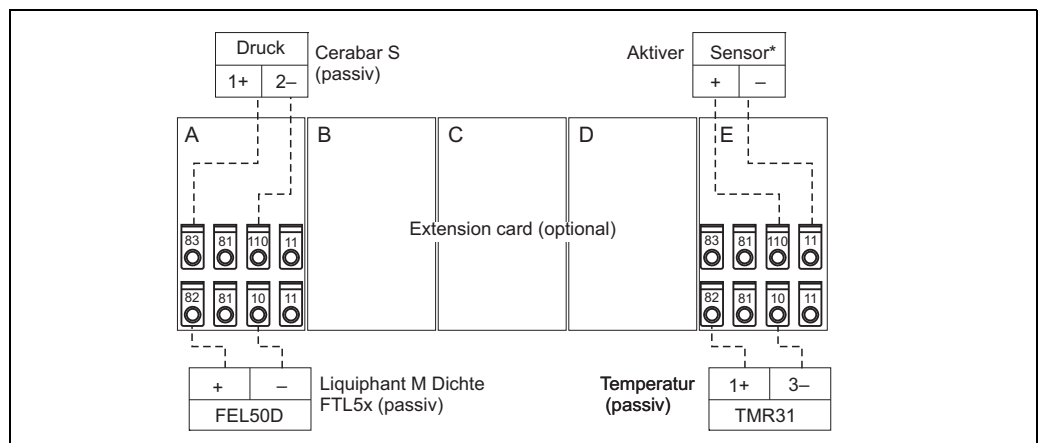 Druck
1+ 2–
Cerabar S
(passiv)
Aktiver
Sensor*
+ –
A
B
C
D
E
Extension card (optional)
83 81 110 11
82 81 10 11
83 81 110 11
82 81 10 11
+ –
FEL50D
Liquiphant M Dichte
FTL5x (passiv)
Temperatur
(passiv)
1+ 3–
TMR31